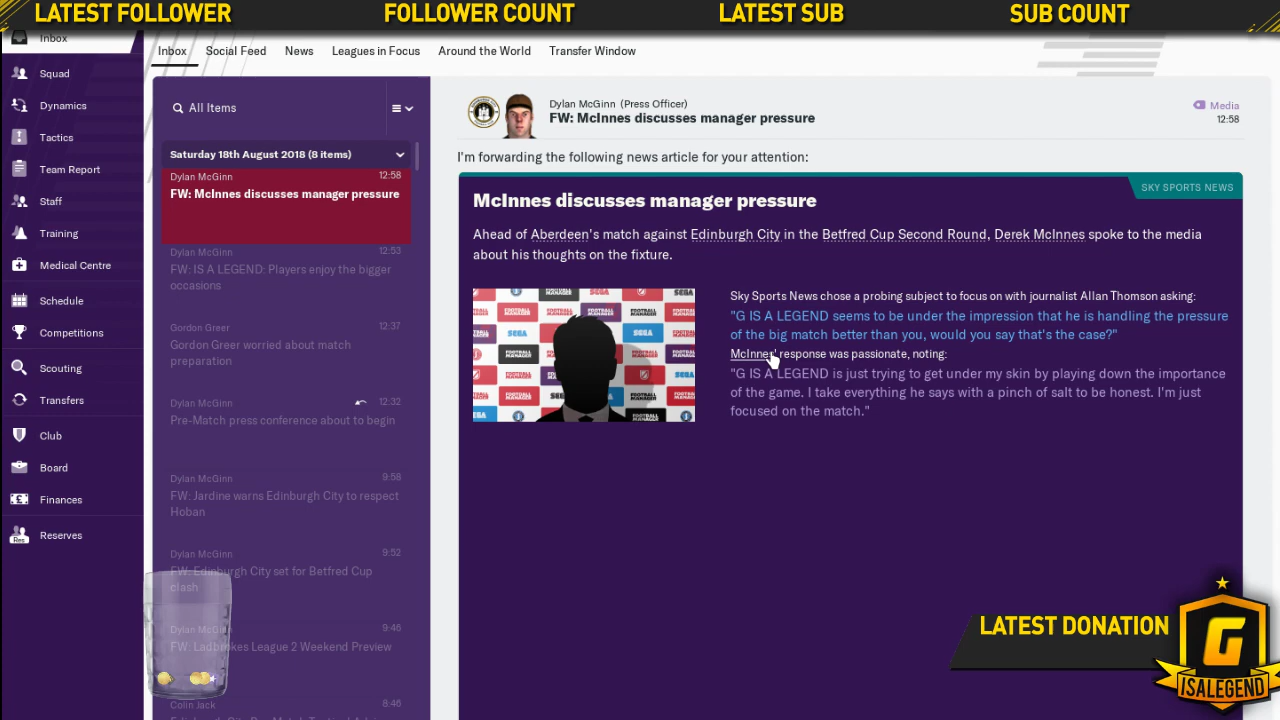 LATEST FOLLOWER
FOLLOWER COUNT
LATEST SUB
SUB COUNT
Inbox
Squad
Dynamics
Tactics
Team Report
Staff
Training
Medical Centre
Schedule
Competitions
Scouting
Transfers
Club
Board
Finances
Reserves
Inbox Social Feed News Leagues in Focus Around the World Transfer Window
All Items
Saturday 18th August 2018 (8 items)
Dylan McGinn 12:58
FW: McInnes discusses manager pressure
Dylan McGinn 12:53
FW: IS A LEGEND: Players enjoy the bigger
occasions
Gordon Greer 12:37
Gordon Greer worried about match
preparation
Dylan McGinn 12:32
Pre-Match press conference about to begin
Dylan McGinn 9:58
FW: Jardine warns Edinburgh City to respect
Hoban
Dylan McGinn 9:52
FW: Edinburgh City set for Betfred Cup
clash
Dylan McGinn 9:46
FW: Ladbrokes League 2 Weekend Preview
Colin Jack 8:46
Dylan McGinn (Press Officer)
FW: McInnes discusses manager pressure
Media
12:58
I'm forwarding the following news article for your attention:
SKY SPORTS NEWS
McInnes discusses manager pressure
Ahead of Aberdeen's match against Edinburgh City in the Betfred Cup Second Round, Derek McInnes spoke to the media
about his thoughts on the fixture.
Sky Sports News chose a probing subject to focus on with journalist Allan Thomson asking:
"G IS A LEGEND seems to be under the impression that he is handling the pressure
of the big match better than you, would you say that's the case?"
McInnes' response was passionate, noting:
"G IS A LEGEND is just trying to get under my skin by playing down the importance
of the game. I take everything he says with a pinch of salt to be honest. I'm just
focused on the match."
LATEST DONATION
G
ISALEGEND